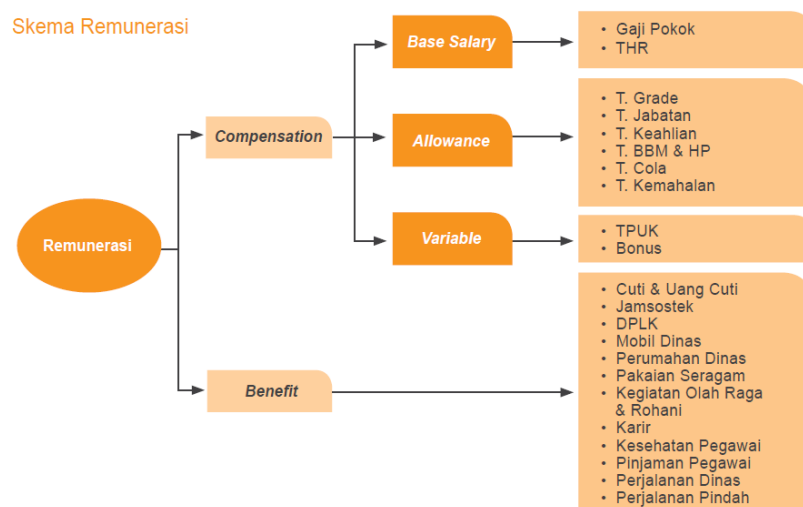 Skema Remunerasi
Remunerasi
Compensation
Base Salary
• Gaji Pokok
• THR
Allowance
• T. Grade
• T. Jabatan
• T. Keahlian
• T. BBM & HP
• T. Cola
• T. Kemahalan
Variable
• TPUK
• Bonus
Benefit
• Cuti & Uang Cuti
• Jamsostek
• DPLK
• Mobil Dinas
• Perumahan Dinas
• Pakaian Seragam
• Kegiatan Olah Raga
& Rohani
• Karir
• Kesehatan Pegawai
• Pinjaman Pegawai
• Perjalanan Dinas
• Perjalanan Pindah